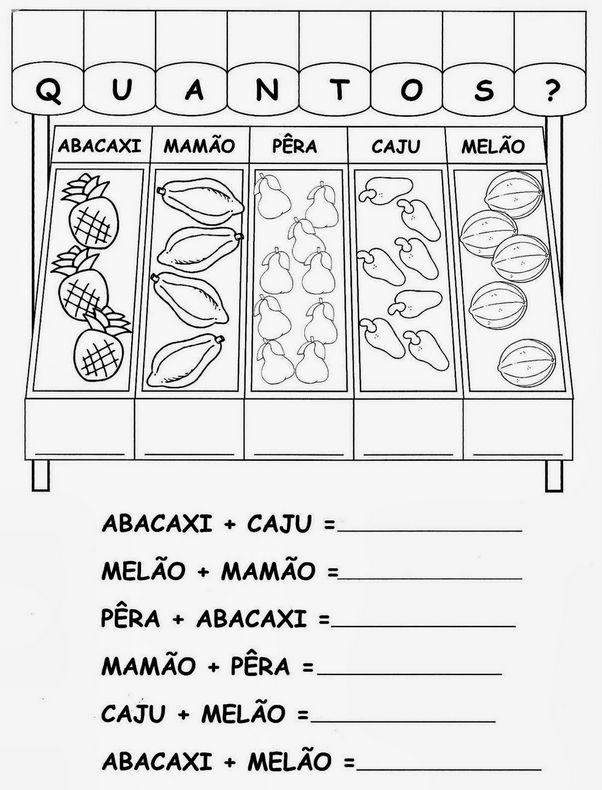 QUANTOS?
ABACAXI MAMÃO PÊRA CAJU MELÃO
ABACAXI + CAJU =
MELÃO + MAMÃO =
PÊRA + ABACAXI =
MAMÃO + PÊRA =
CAJU + MELÃO =
ABACAXI + MELÃO =